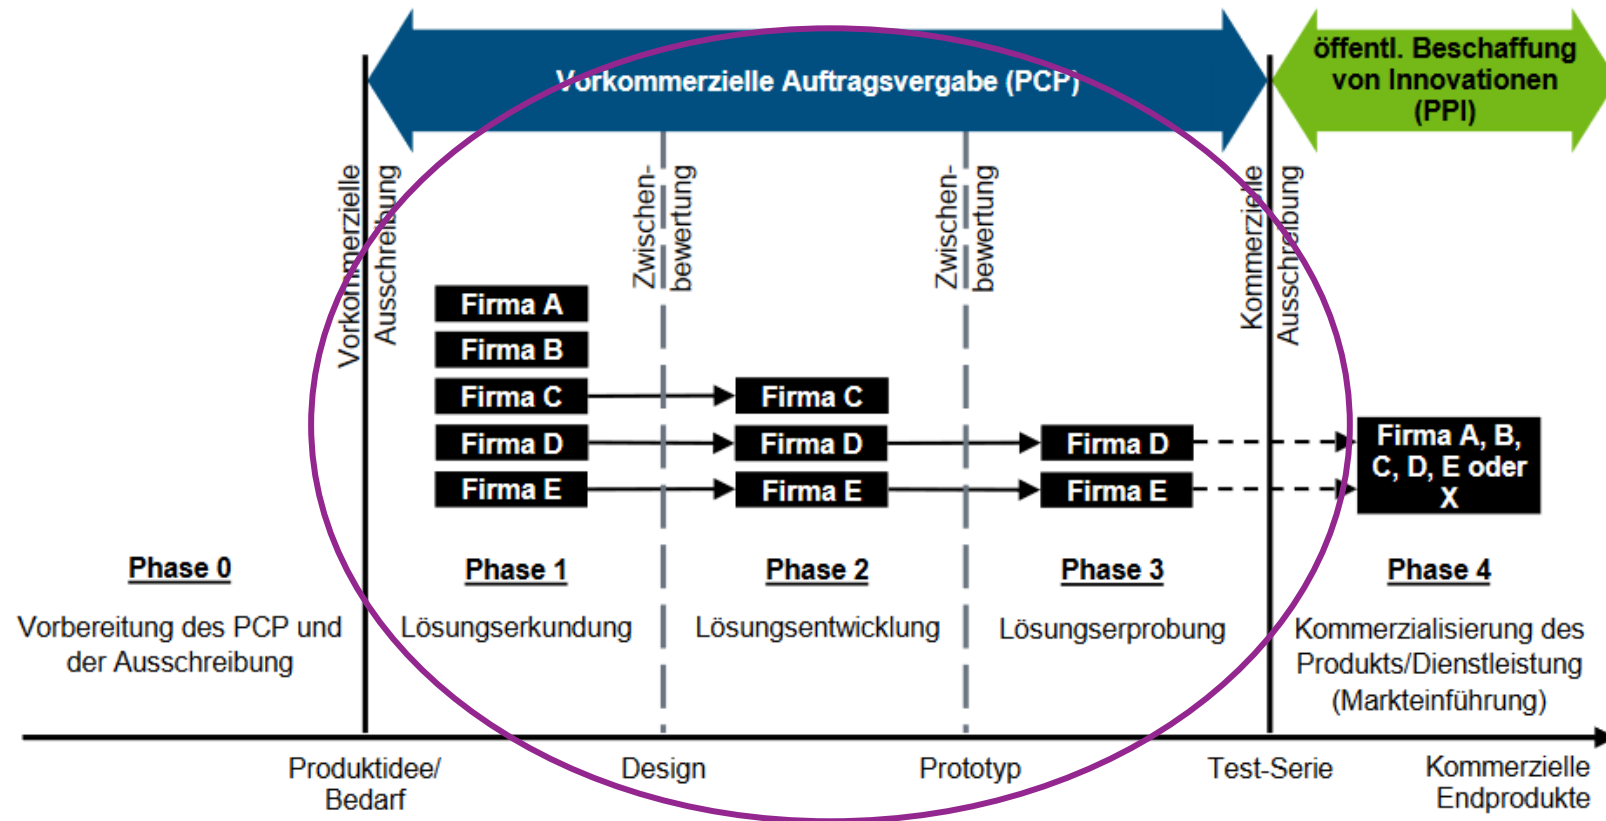 Vorkommerzielle Auftragsvergabe (PCP)
öffentl. Beschaffung
von Innovationen
(PPI)
Vorkommerzielle
Ausschreibung
Zwischen-
bewertung
Zwischen-
bewertung
Kommerzielle
Ausschreibung
Firma A
Firma B
Firma C
Firma D
Firma E
Firma C
Firma D
Firma E
Firma D
Firma E
Firma A, B,
C, D, E oder
X
Phase 0
Vorbereitung des PCP und
der Ausschreibung
Phase 1
Lösungserkundung
Phase 2
Lösungsentwicklung
Phase 3
Lösungserprobung
Phase 4
Kommerzialisierung des
Produkts/Dienstleistung
(Markteinführung)
Produktidee/
Bedarf
Design
Prototyp
Test-Serie
Kommerzielle
Endprodukte